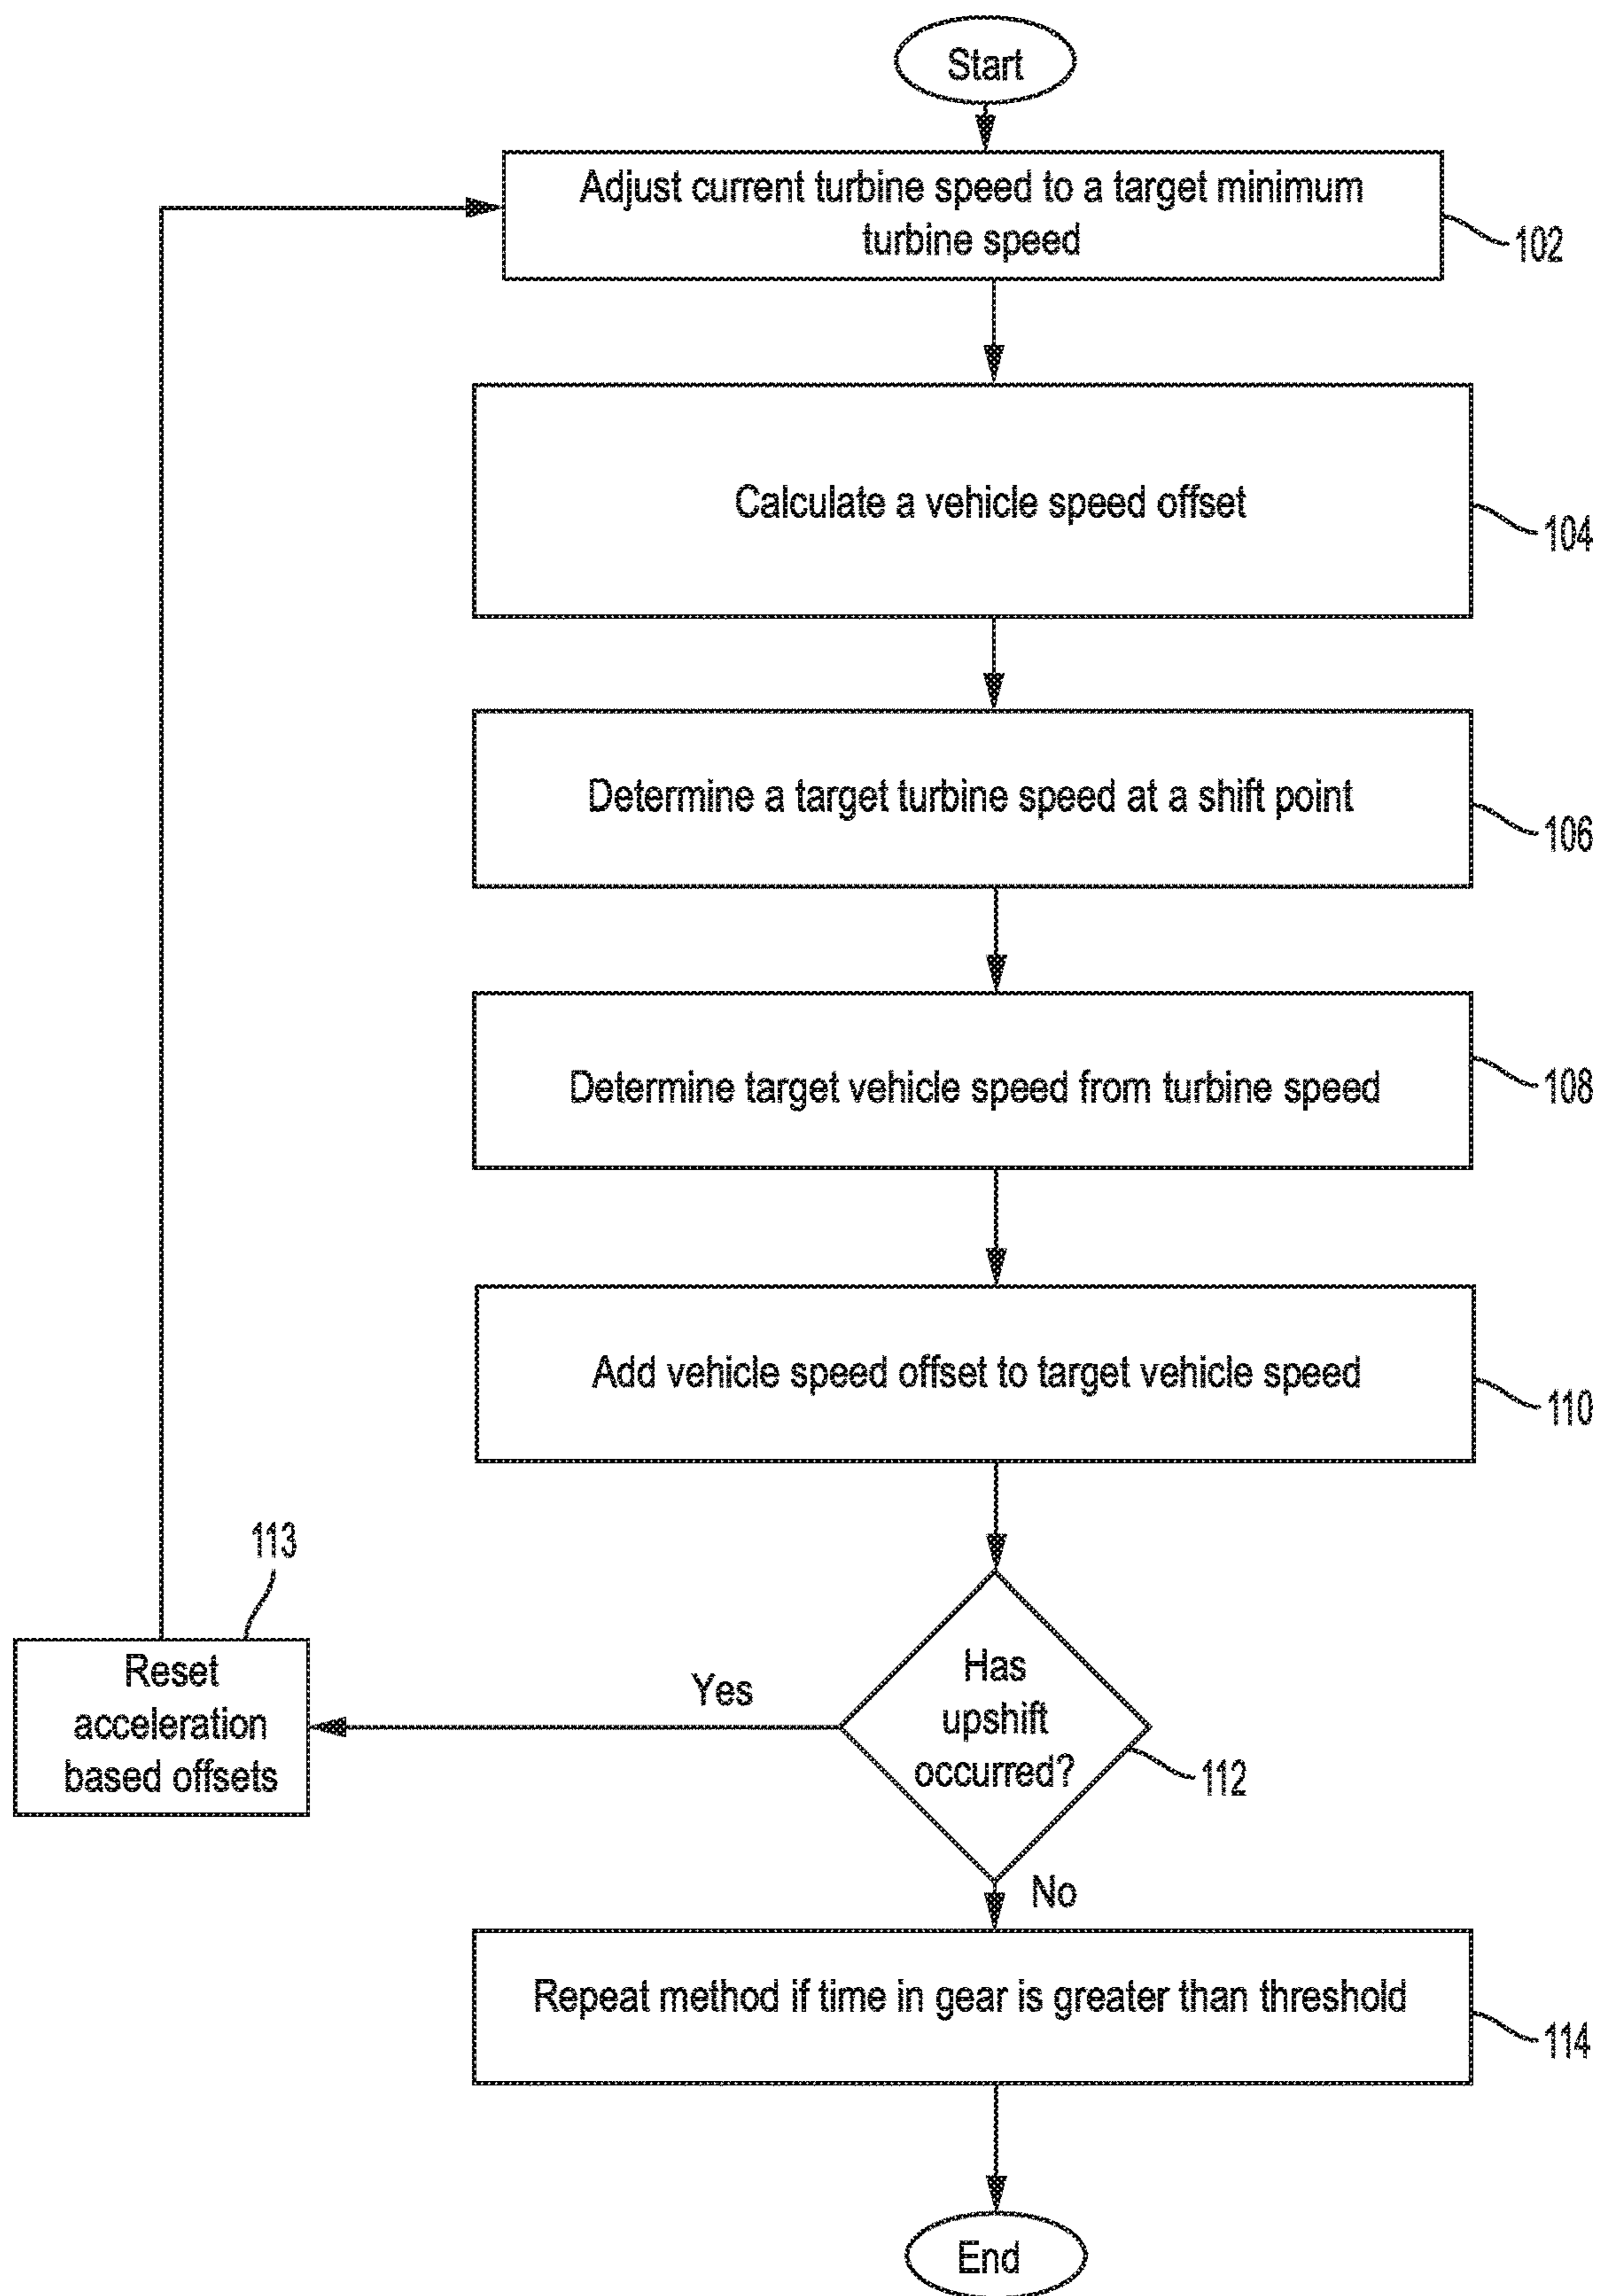 Start
Adjust current turbine speed to a target minimum
turbine speed
102
Calculate a vehicle speed offset
104
Determine a target turbine speed at a shift point
106
Determine target vehicle speed from turbine speed
108
Add vehicle speed offset to target vehicle speed
110
Has
upshift
occurred?
112
Yes
113
Reset
acceleration
based offsets
No
Repeat method if time in gear is greater than threshold
114
End